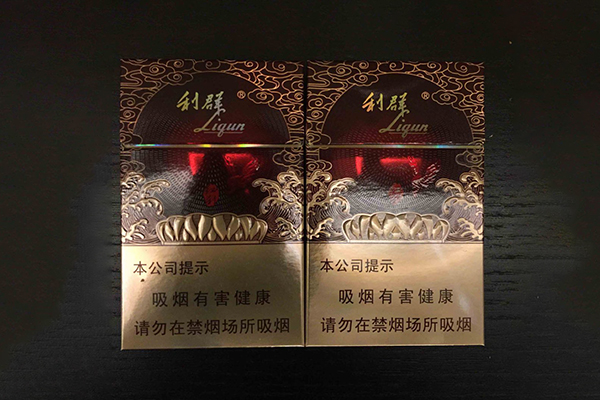 利群®
Liqun
本公司提示
吸烟有害健康
请勿在禁烟场所吸烟
利群®
Liqun
本公司提示
吸烟有害健康
请勿在禁烟场所吸烟